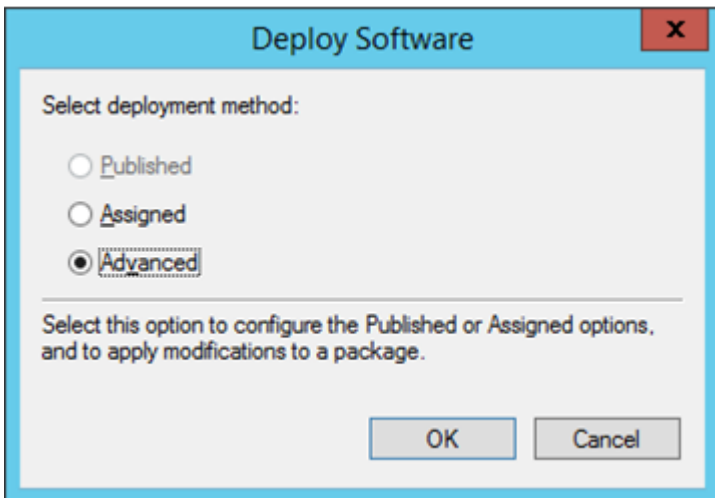 Deploy Software
x
Select deployment method:
Published
Assigned
Advanced
Select this option to configure the Published or Assigned options,
and to apply modifications to a package.
OK
Cancel